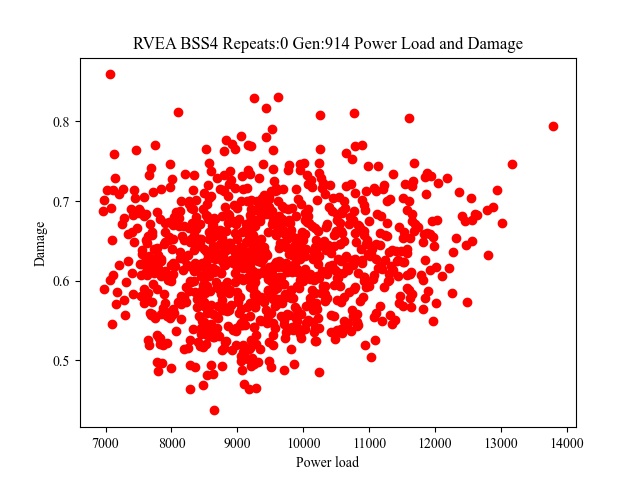 RVEA BSS4 Repeats:0 Gen:914 Power Load and Damage
0.8
0.7
0.6
0.5
Damage
7000 8000 9000 10000 11000 12000 13000 14000
Power load